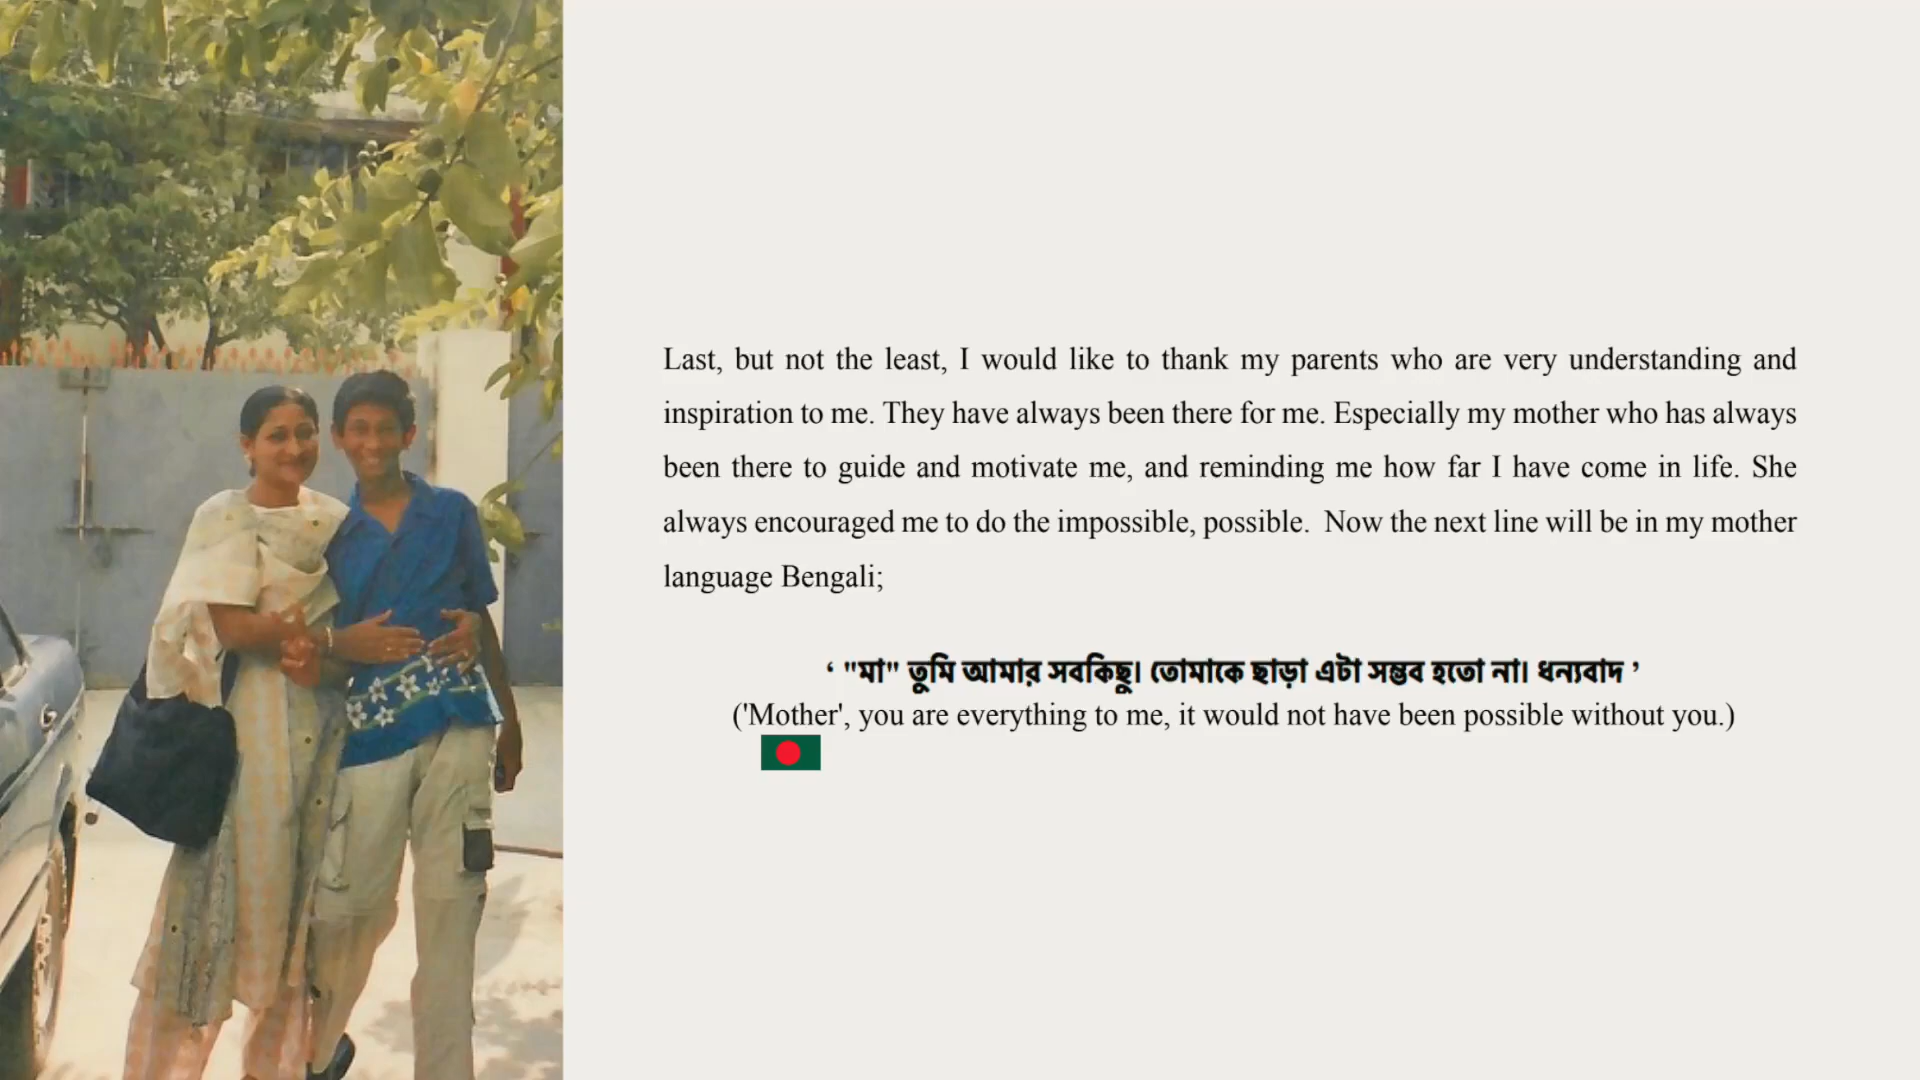 Last, but not the least, I would like to thank my parents who are very understanding and
inspiration to me. They have always been there for me. Especially my mother who has always
been there to guide and motivate me, and reminding me how far I have come in life. She
always encouraged me to do the impossible, possible.  Now the next line will be in my mother
language Bengali;
‘ "মা" তুমি আমার সবকিছু। তোমাকে ছাড়া এটা সম্ভব হতো না। ধন্যবাদ ’
('Mother', you are everything to me, it would not have been possible without you.)